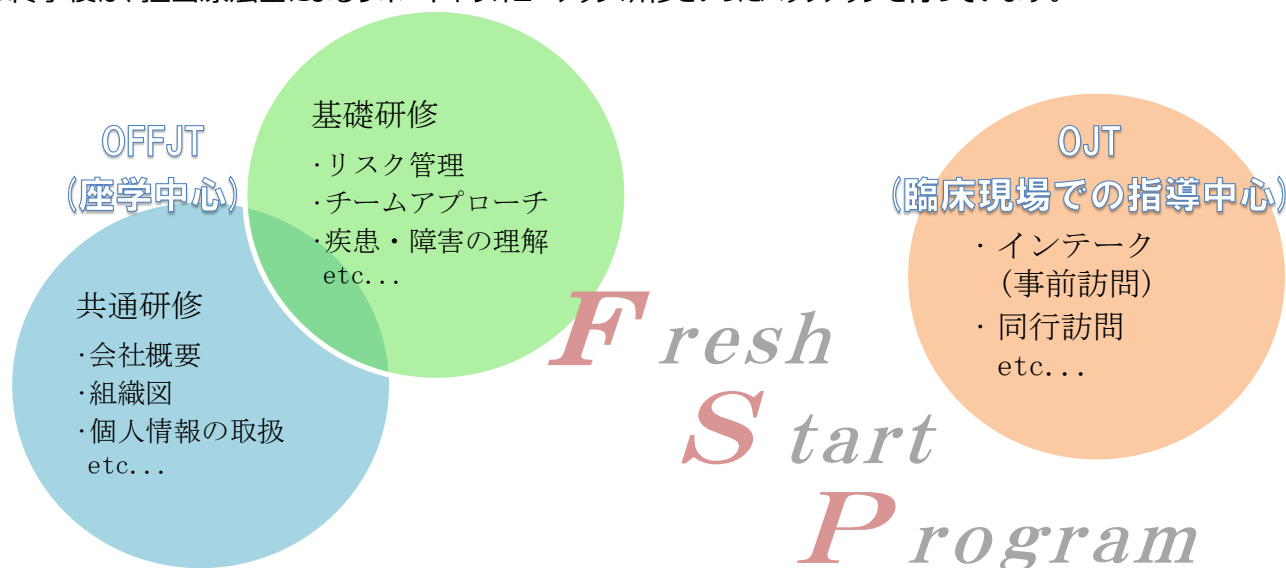 OFFJT
(座学中心)
基礎研修
・リスク管理
・チームアプローチ
・疾患・障害の理解
etc...
共通研修
・会社概要
・組織図
・個人情報の取扱
etc...
OJT
(臨床現場での指導中心)
・インテーク
（事前訪問）
・同行訪問
etc...
Fresh
Start
Program